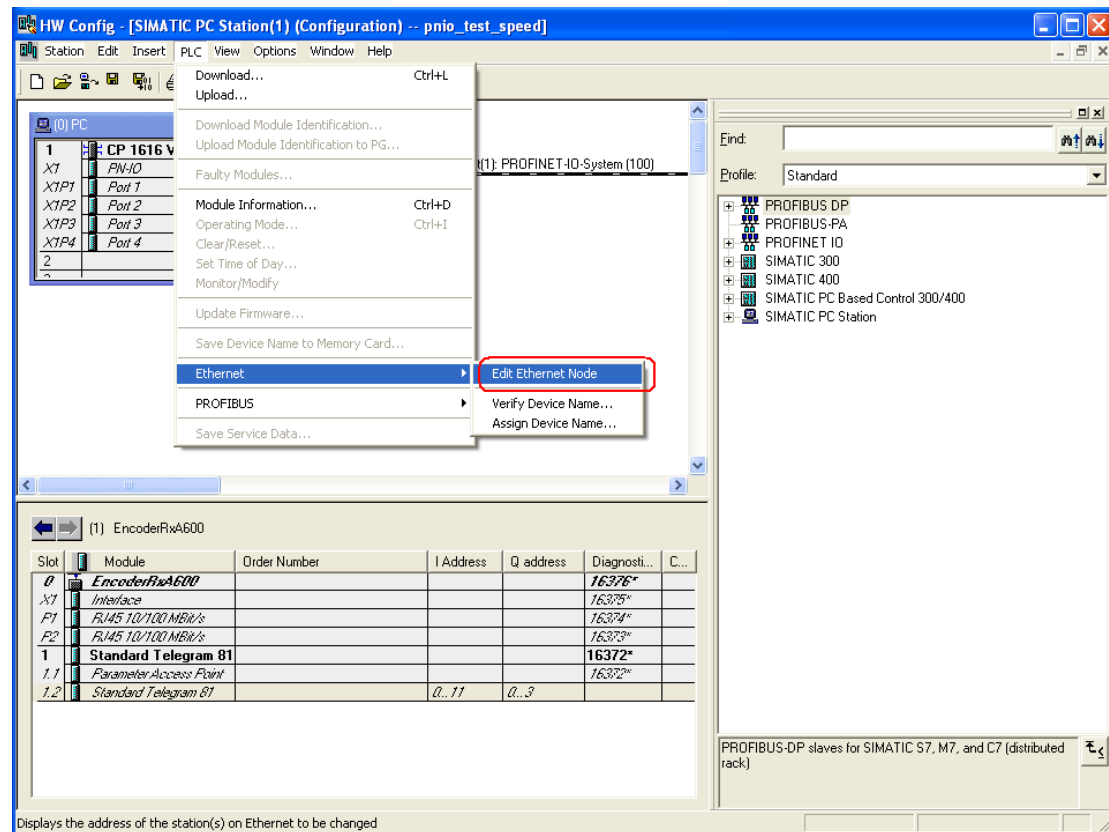 HW Config - [SIMATIC PC Station(1) (Configuration) -- pnio_test_speed]
Station Edit Insert PLC View Options Window Help
Download... Ctrl+L
Upload...
Download Module Identification...
Upload Module Identification to PG...
Faulty Modules...
Module Information... Ctrl+D
Operating Mode... Ctrl+I
Clear/Reset...
Set Time of Day...
Monitor/Modify
Update Firmware...
Save Device Name to Memory Card...
Ethernet
PROFIBUS
Save Service Data...
Edit Ethernet Node
Verify Device Name...
Assign Device Name...
(0) PC
1 CP 1616 V
X1 PN-IO
X1P1 Port 1
X1P2 Port 2
X1P3 Port 3
X1P4 Port 4
2
t(1): PROFINET-IO-System (100)
Find:
Profile: Standard
PROFIBUS DP
PROFIBUS-PA
PROFINET IO
SIMATIC 300
SIMATIC 400
SIMATIC PC Based Control 300/400
SIMATIC PC Station
(1) EncoderRxA600
Slot Module Order Number I Address Q address Diagnosti... C...
0 EncoderRxA600 16376*
X1 Interface 16375*
P1 RJ45 10/100 MBit/s 16374*
P2 RJ45 10/100 MBit/s 16373*
1 Standard Telegram 81 16372*
1.1 Parameter Access Point 16372*
1.2 Standard Telegram 81 0..11 0..3
PROFIBUS-DP slaves for SIMATIC S7, M7, and C7 (distributed
rack)
Displays the address of the station(s) on Ethernet to be changed